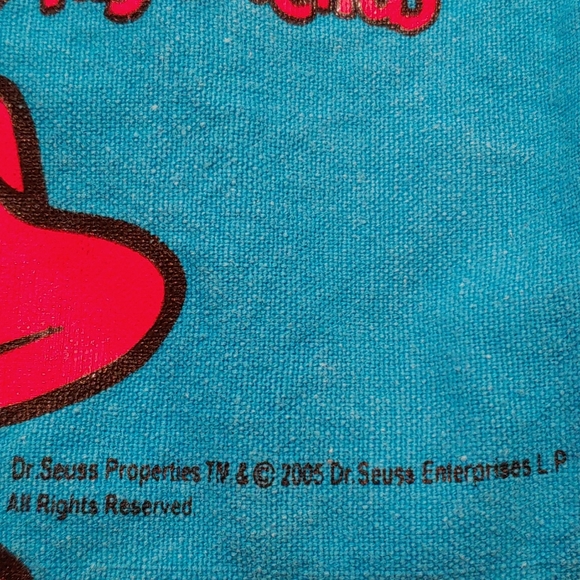 Dr. Seuss Properties TM & © 2005 Dr. Seuss Enterprises L.P
All Rights Reserved